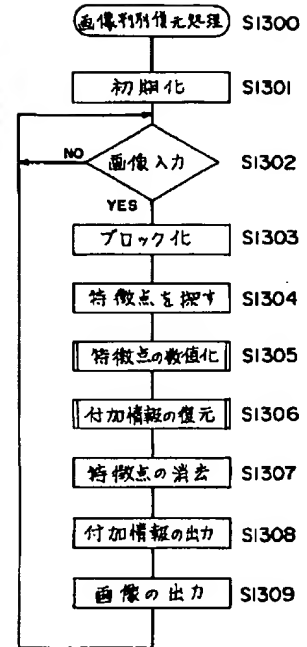 画像判別復元処理 S1300
初期化 S1301
画像入力 S1302
NO
YES
ブロック化 S1303
特徴点を探す S1304
特徴点の数値化 S1305
付加情報の復元 S1306
特徴点の消去 S1307
付加情報の出力 S1308
画像の出力 S1309